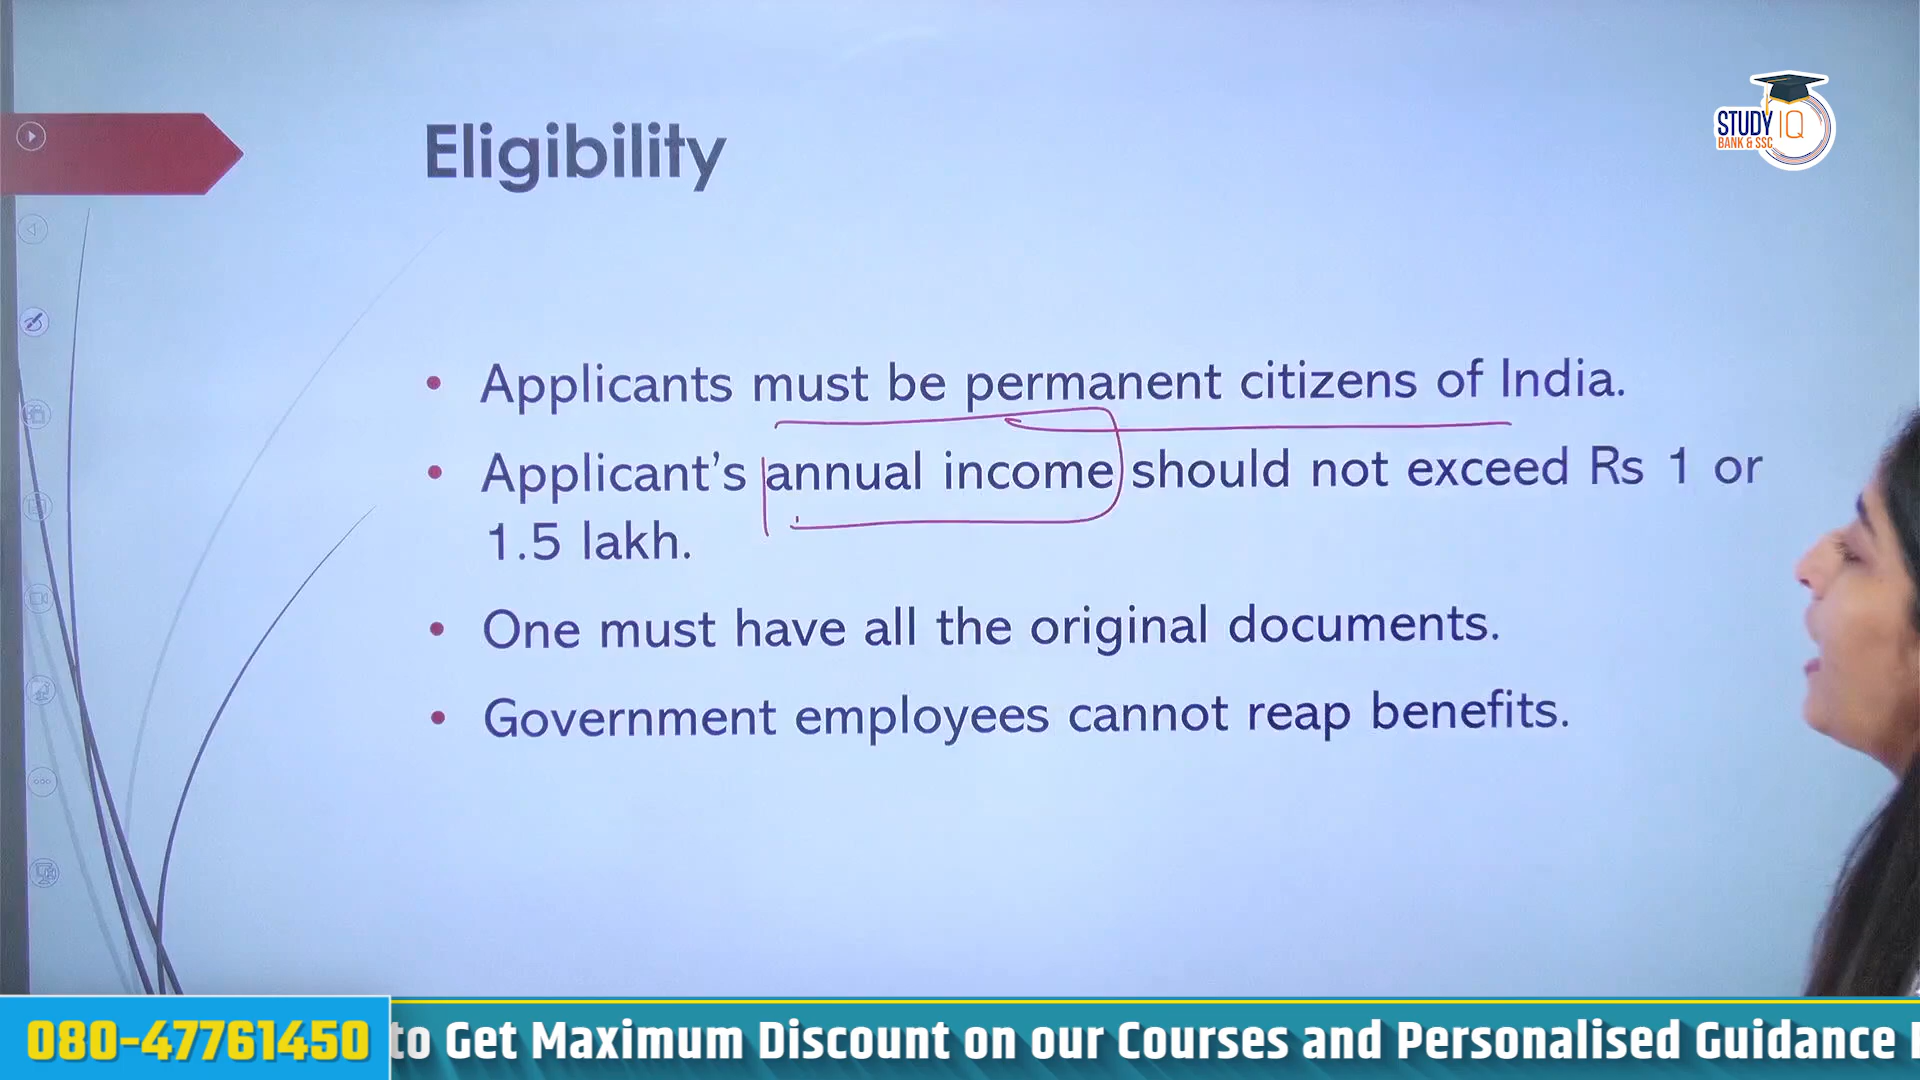 Eligibility
STUDY IQ
BANK & SSC
• Applicants must be permanent citizens of India.
• Applicant’s annual income should not exceed Rs 1 or
1.5 lakh.
• One must have all the original documents.
• Government employees cannot reap benefits.
080-47761450
to Get Maximum Discount on our Courses and Personalised Guidance